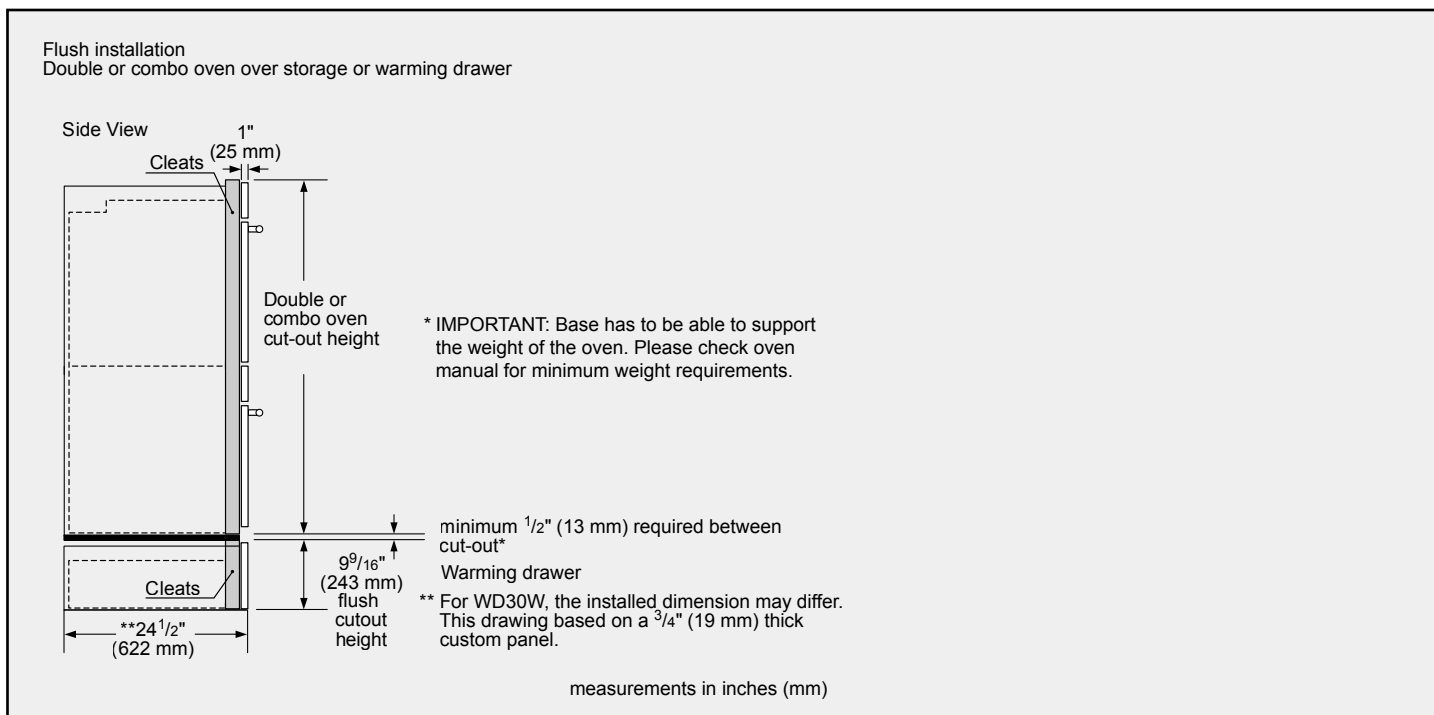 Flush installation
Double or combo oven over storage or warming drawer
Side View
1"
(25 mm)
Cleats
Double or
combo oven
cut-out height
* IMPORTANT: Base has to be able to support
the weight of the oven. Please check oven
manual for minimum weight requirements.
minimum 1/2" (13 mm) required between
cut-out*
9 9/16"
(243 mm)
flush
cutout
height
Warming drawer
Cleats
** For WD30W, the installed dimension may differ.
This drawing based on a 3/4" (19 mm) thick
custom panel.
**24 1/2"
(622 mm)
measurements in inches (mm)